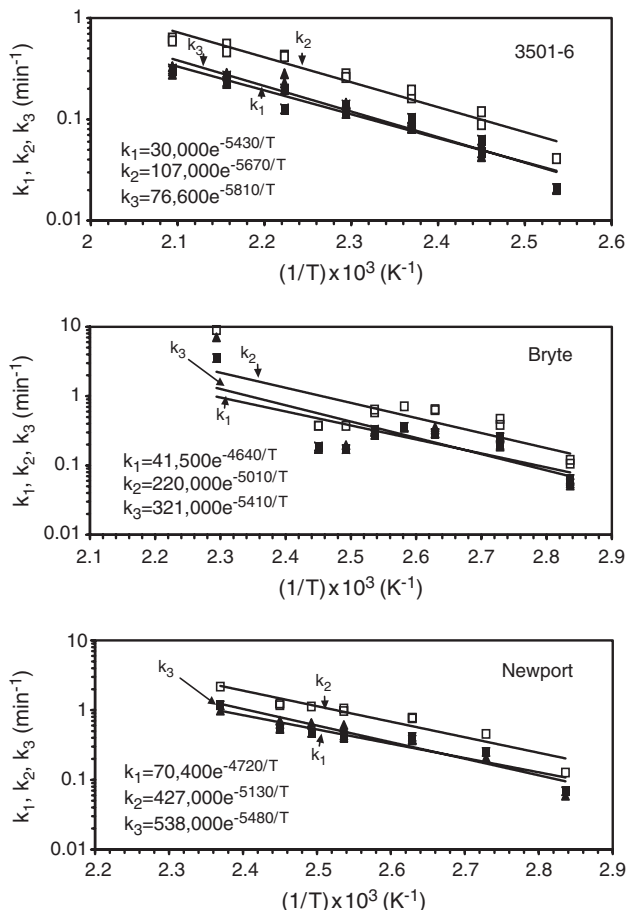 3501-6
k₁, k₂, k₃ (min⁻¹)
1
0.1
0.01
k₃
k₂
k₁
k₁=30,000e^-5430/T
k₂=107,000e^-5670/T
k₃=76,600e^-5810/T
2 2.1 2.2 2.3 2.4 2.5 2.6
(1/T)x10³ (K⁻¹)
Bryte
k₁, k₂, k₃ (min⁻¹)
10
1
0.1
0.01
k₃
k₂
k₁
k₁=41,500e^-4640/T
k₂=220,000e^-5010/T
k₃=321,000e^-5410/T
2.1 2.2 2.3 2.4 2.5 2.6 2.7 2.8 2.9
(1/T)x10³ (K⁻¹)
Newport
k₁, k₂, k₃ (min⁻¹)
10
1
0.1
0.01
k₃
k₂
k₁
k₁=70,400e^-4720/T
k₂=427,000e^-5130/T
k₃=538,000e^-5480/T
2.2 2.3 2.4 2.5 2.6 2.7 2.8 2.9
(1/T)x10³ (K⁻¹)